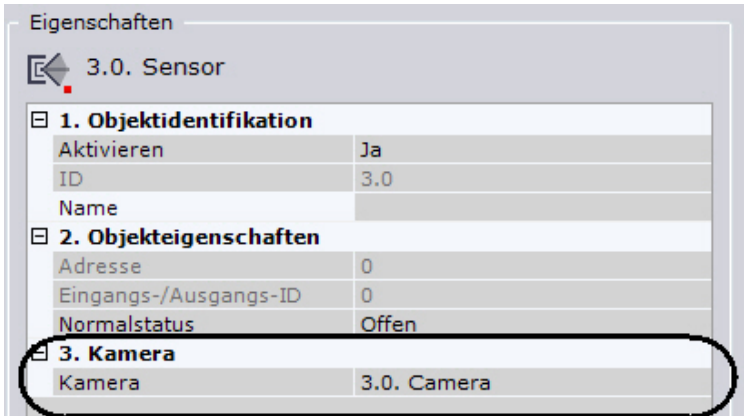 Eigenschaften
3.0. Sensor
1. Objektidentifikation
Aktivieren Ja
ID 3.0
Name
2. Objekteigenschaften
Adresse 0
Eingangs-/Ausgangs-ID 0
Normalstatus Offen
3. Kamera
Kamera 3.0. Camera